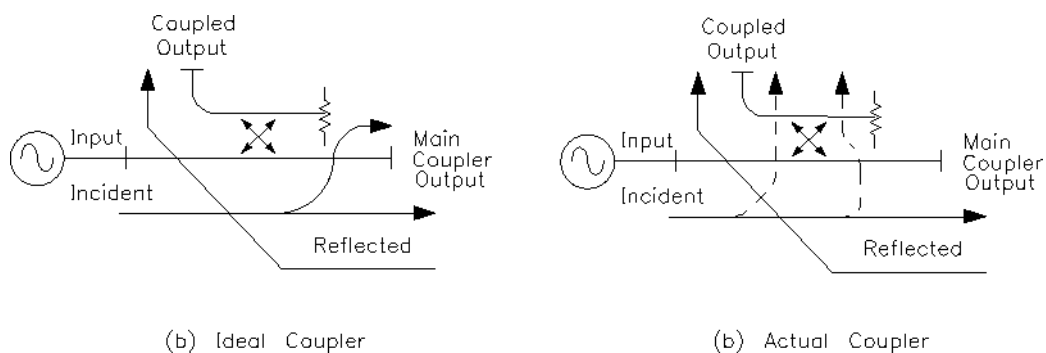 Coupled
Output
Input
Incident
Main
Coupler
Output
Reflected
(b) Ideal Coupler
Coupled
Output
Input
Incident
Main
Coupler
Output
Reflected
(b) Actual Coupler